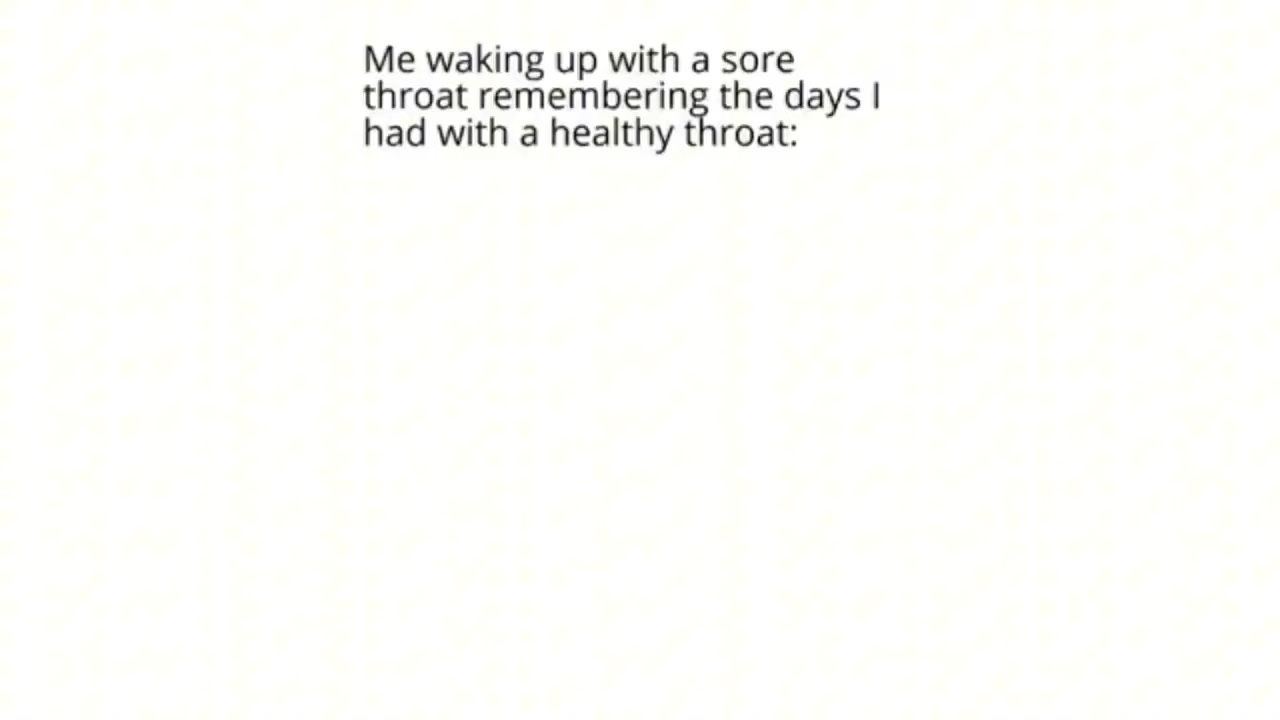 Me waking up with a sore
throat remembering the days I
had with a healthy throat: